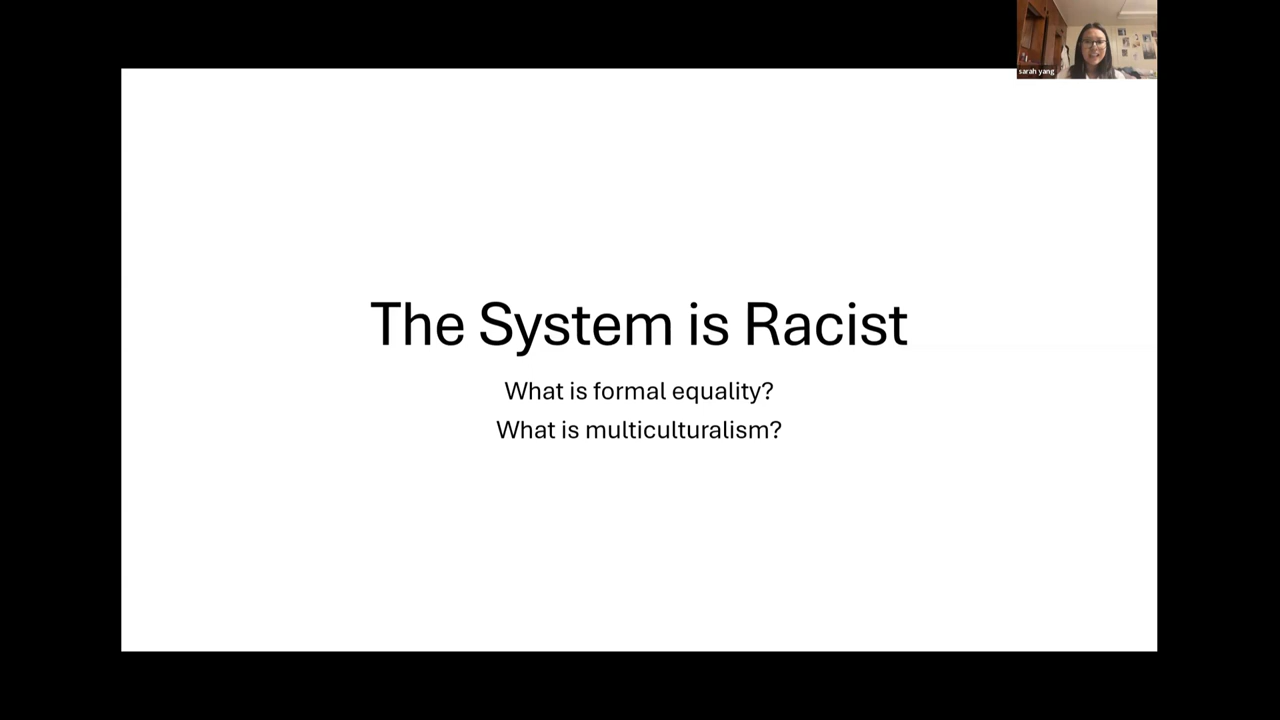 sarah yang
The System is Racist
What is formal equality?
What is multiculturalism?